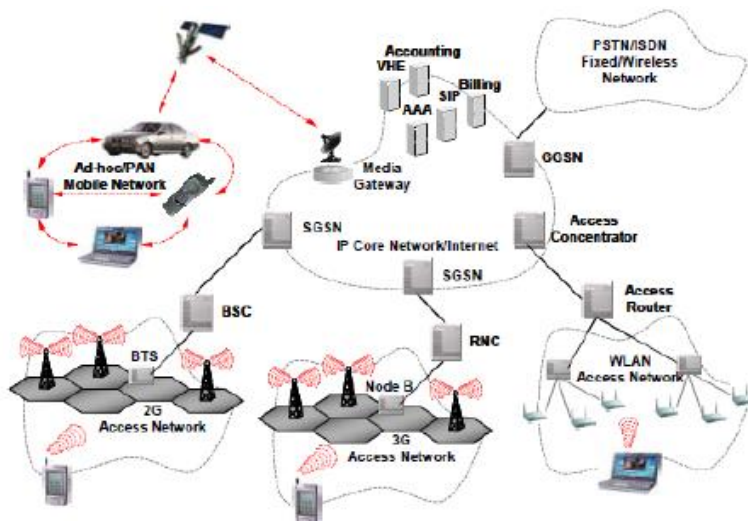 Accounting
VHE
SIP
Billing
AAA
PSTN/ISDN
Fixed/Wireless
Network
Ad-hoc/PAN
Mobile Network
Media
Gateway
GGSN
SGSN
IP Core Network/Internet
SGSN
Access
Concentrator
BSC
RNC
Access
Router
BTS
2G
Access Network
Node B
3G
Access Network
WLAN
Access Network